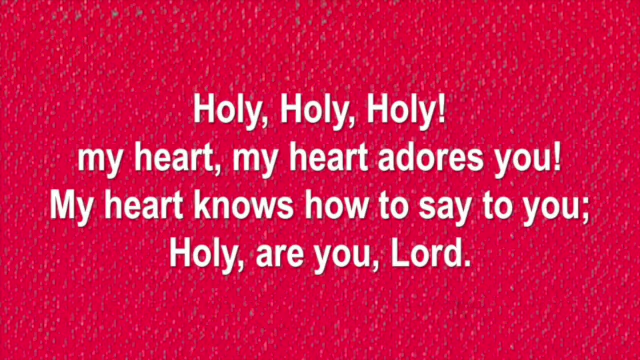 Holy, Holy, Holy!
my heart, my heart adores you!
My heart knows how to say to you;
Holy, are you, Lord.